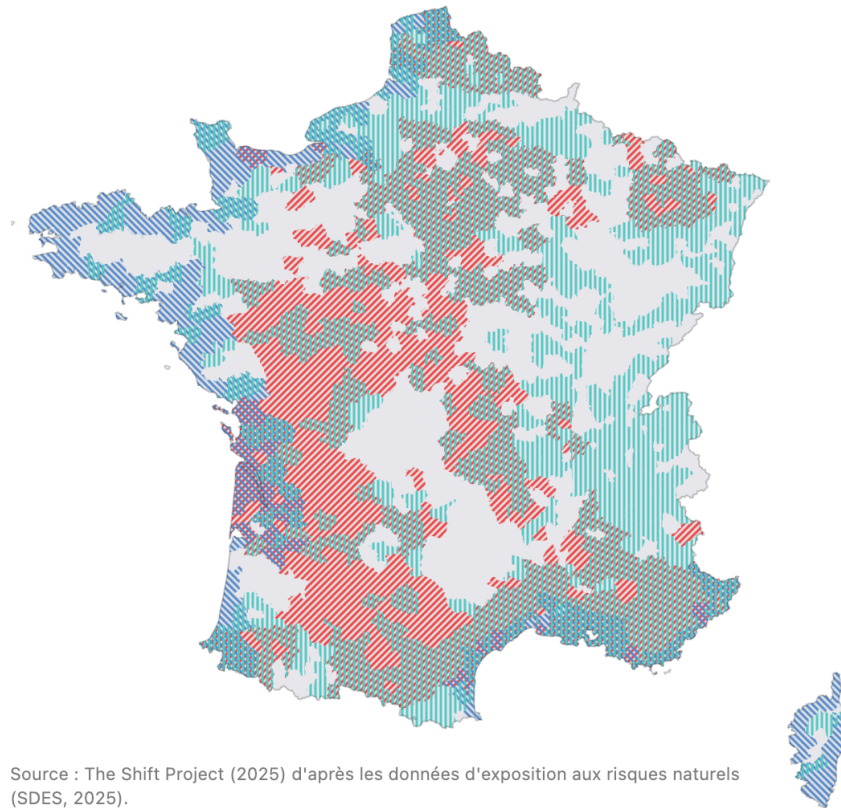 Source : The Shift Project (2025) d'après les données d'exposition aux risques naturels
(SDES, 2025).